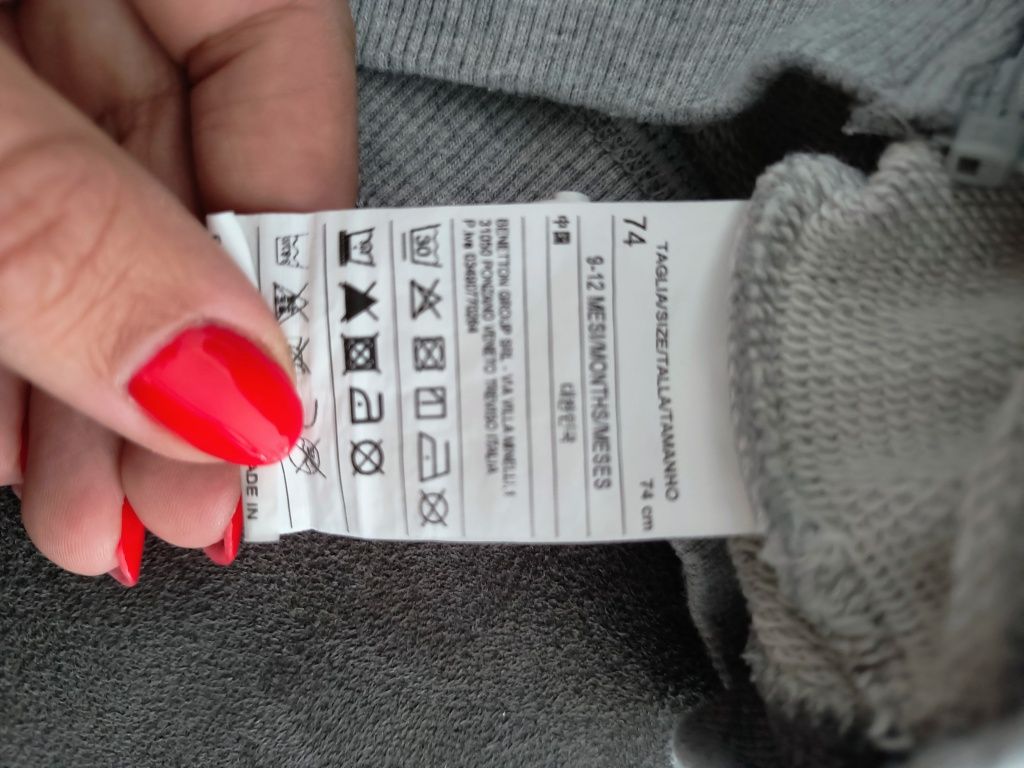 TAGLIA/SIZE/TALLA/TAMANHO
74
74 cm
9-12 MESI/MONTHS/MESES
中国
대한민국
BENETTON GROUP SRL - VIA VILLA MINELLI,1
31050 PONZANO VENETO TREVISO ITALIA
P.iva
30
ADE IN